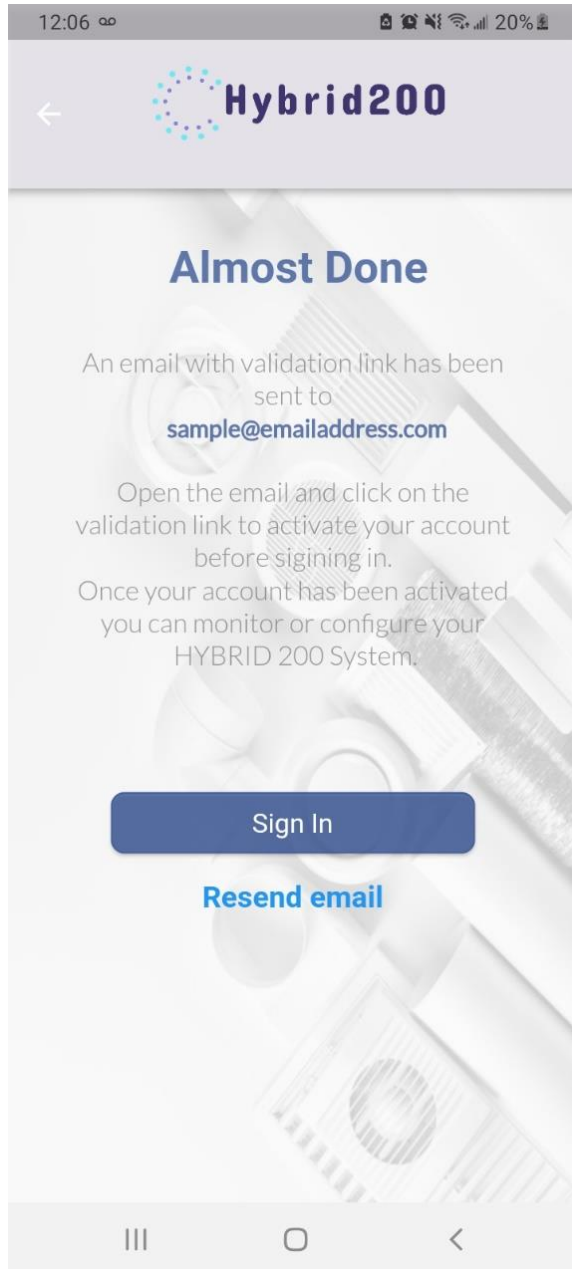 12:06 20%
Hybrid200
Almost Done
An email with validation link has been
sent to
sample@emailaddress.com
Open the email and click on the
validation link to activate your account
before sigining in.
Once your account has been activated
you can monitor or configure your
HYBRID 200 System.
Sign In
Resend email